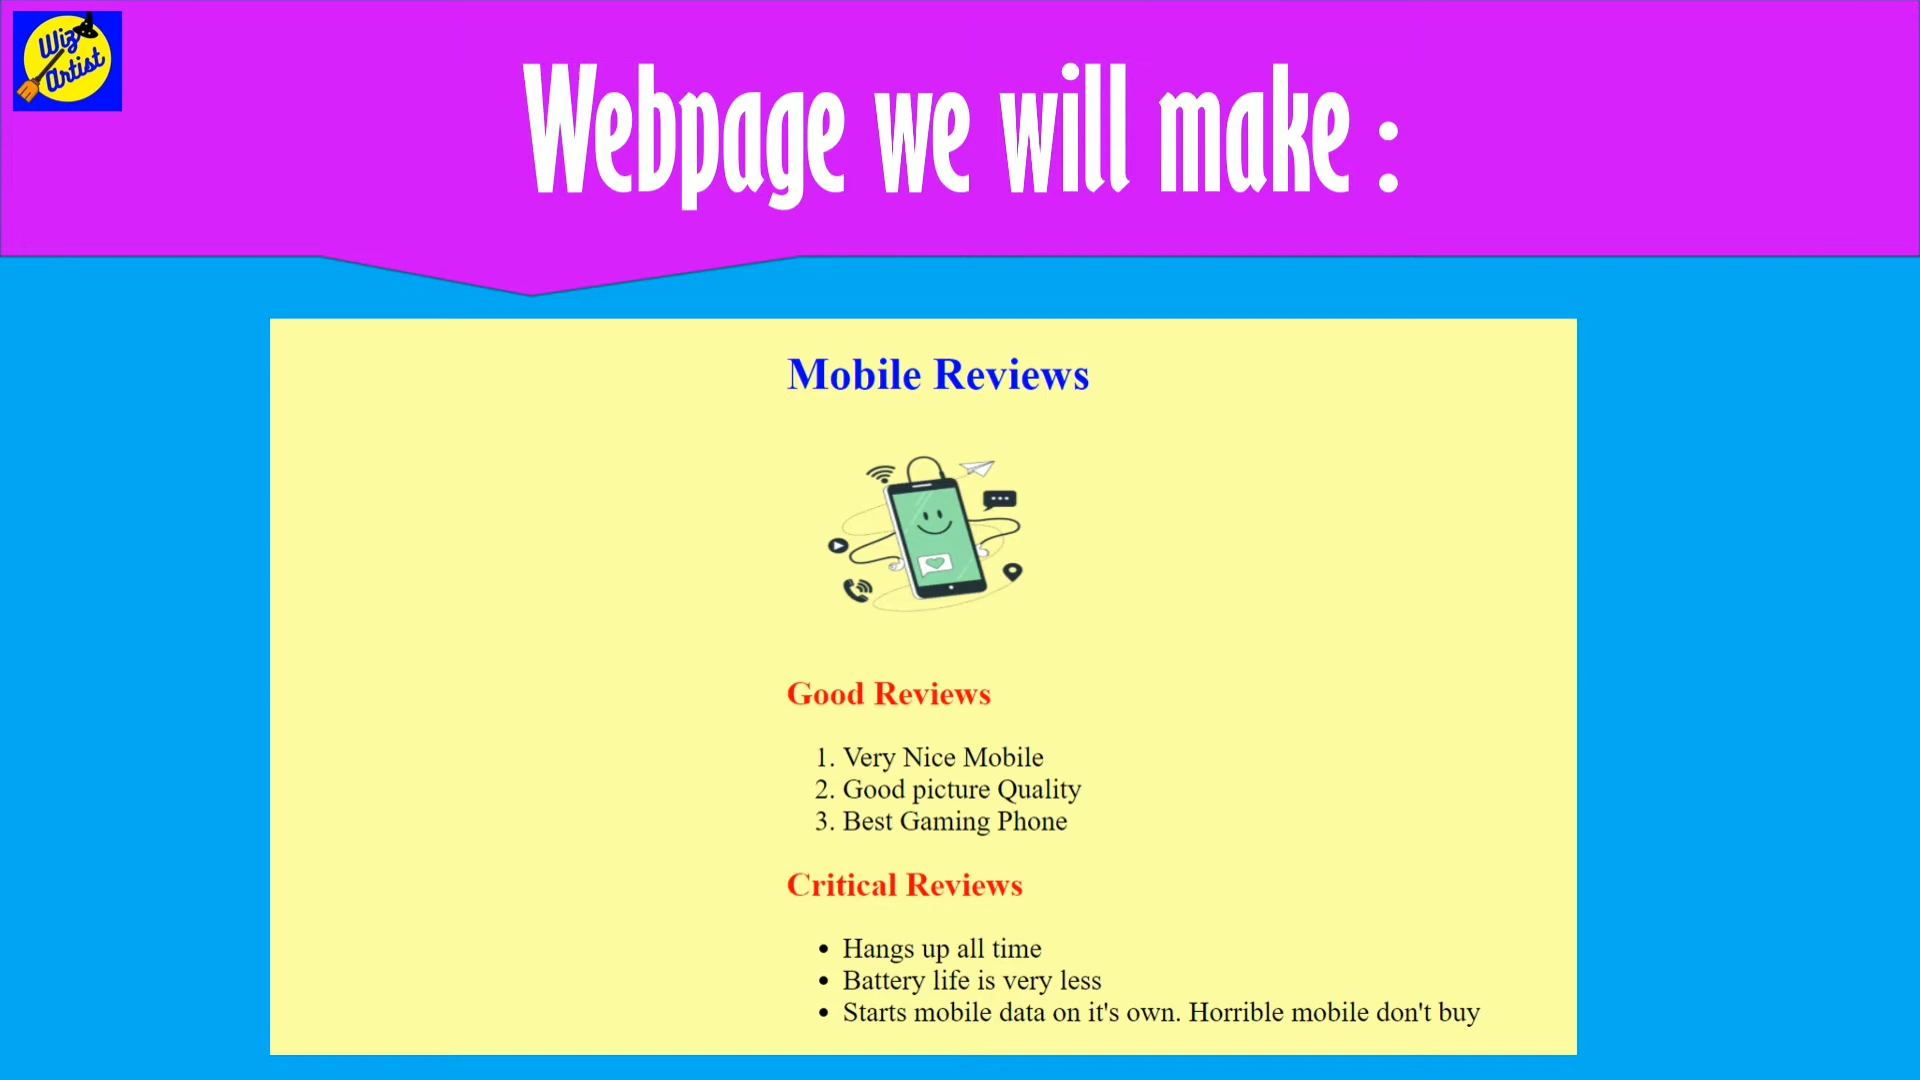 Wiz
Artist
Webpage we will make :
Mobile Reviews
Good Reviews
1. Very Nice Mobile
2. Good picture Quality
3. Best Gaming Phone
Critical Reviews
• Hangs up all time
• Battery life is very less
• Starts mobile data on it's own. Horrible mobile don't buy